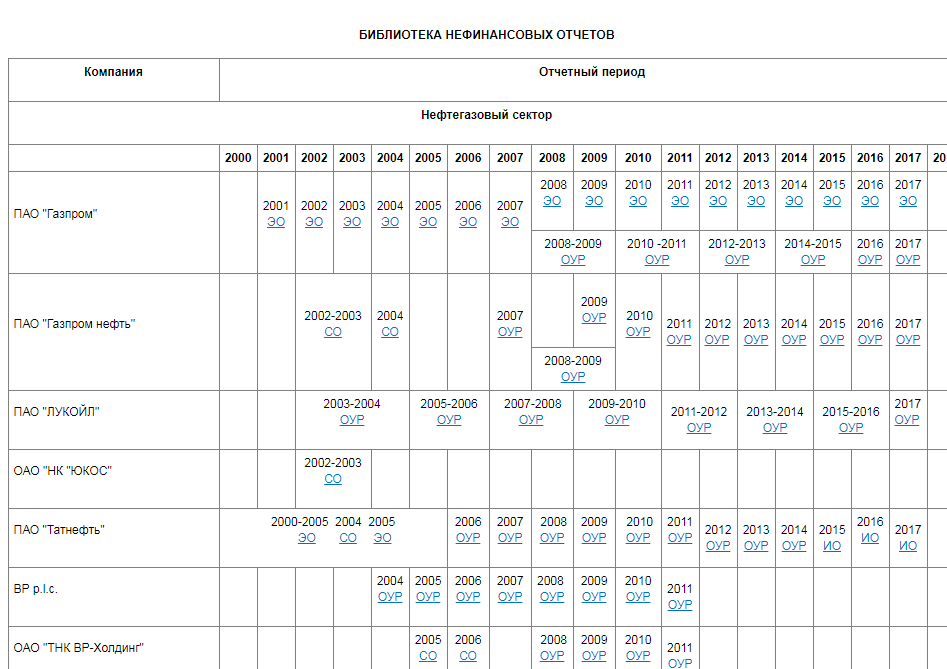 БИБЛИОТЕКА НЕФИНАНСОВЫХ ОТЧЕТОВ
Компания Отчетный период
Нефтегазовый сектор
2000 2001 2002 2003 2004 2005 2006 2007 2008 2009 2010 2011 2012 2013 2014 2015 2016 2017 20
2008 2009 2010 2011 2012 2013 2014 2015 2016 2017
ЭО ЭО ЭО ЭО ЭО ЭО ЭО ЭО ЭО ЭО
ПАО "Газпром" 2001 2002 2003 2004 2005 2006 2007
ЭО ЭО ЭО ЭО ЭО ЭО ЭО
2008-2009 2010 -2011 2012-2013 2014-2015 2016 2017
ОУР ОУР ОУР ОУР ОУР ОУР
ПАО "Газпром нефть" 2002-2003 2004 2007 2009 2010 2011 2012 2013 2014 2015 2016 2017
СО СО ОУР ОУР ОУР ОУР ОУР ОУР ОУР ОУР ОУР ОУР
2008-2009
ОУР
ПАО "ЛУКОЙЛ" 2003-2004 2005-2006 2007-2008 2009-2010 2011-2012 2013-2014 2015-2016 2017
ОУР ОУР ОУР ОУР ОУР ОУР ОУР ОУР
ОАО "НК "ЮКОС" 2002-2003
СО
ПАО "Татнефть" 2000-2005 2004 2005 2006 2007 2008 2009 2010 2011 2012 2013 2014 2015 2016 2017
ЭО СО ЭО ОУР ОУР ОУР ОУР ОУР ОУР ОУР ОУР ОУР ИО ИО ИО
BP p.l.c. 2004 2005 2006 2007 2008 2009 2010 2011
ОУР ОУР ОУР ОУР ОУР ОУР ОУР ОУР
ОАО "ТНК ВР-Холдинг" 2005 2006 2008 2009 2010 2011
СО СО ОУР ОУР ОУР ОУР